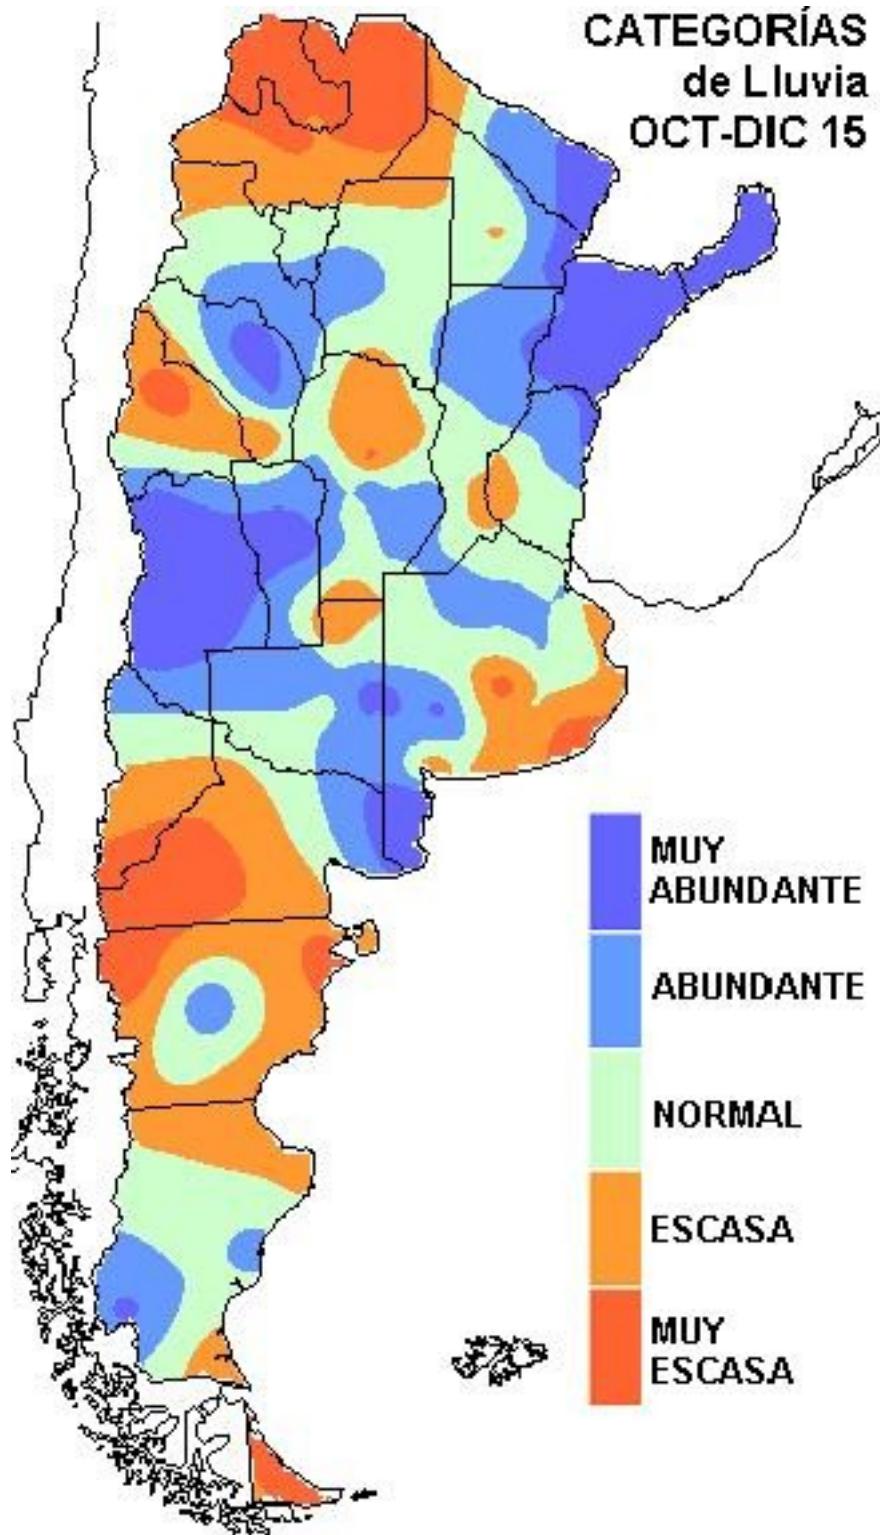 CATEGORÍAS
de Lluvia
OCT-DIC 15
MUY
ABUNDANTE
ABUNDANTE
NORMAL
ESCASA
MUY
ESCASA